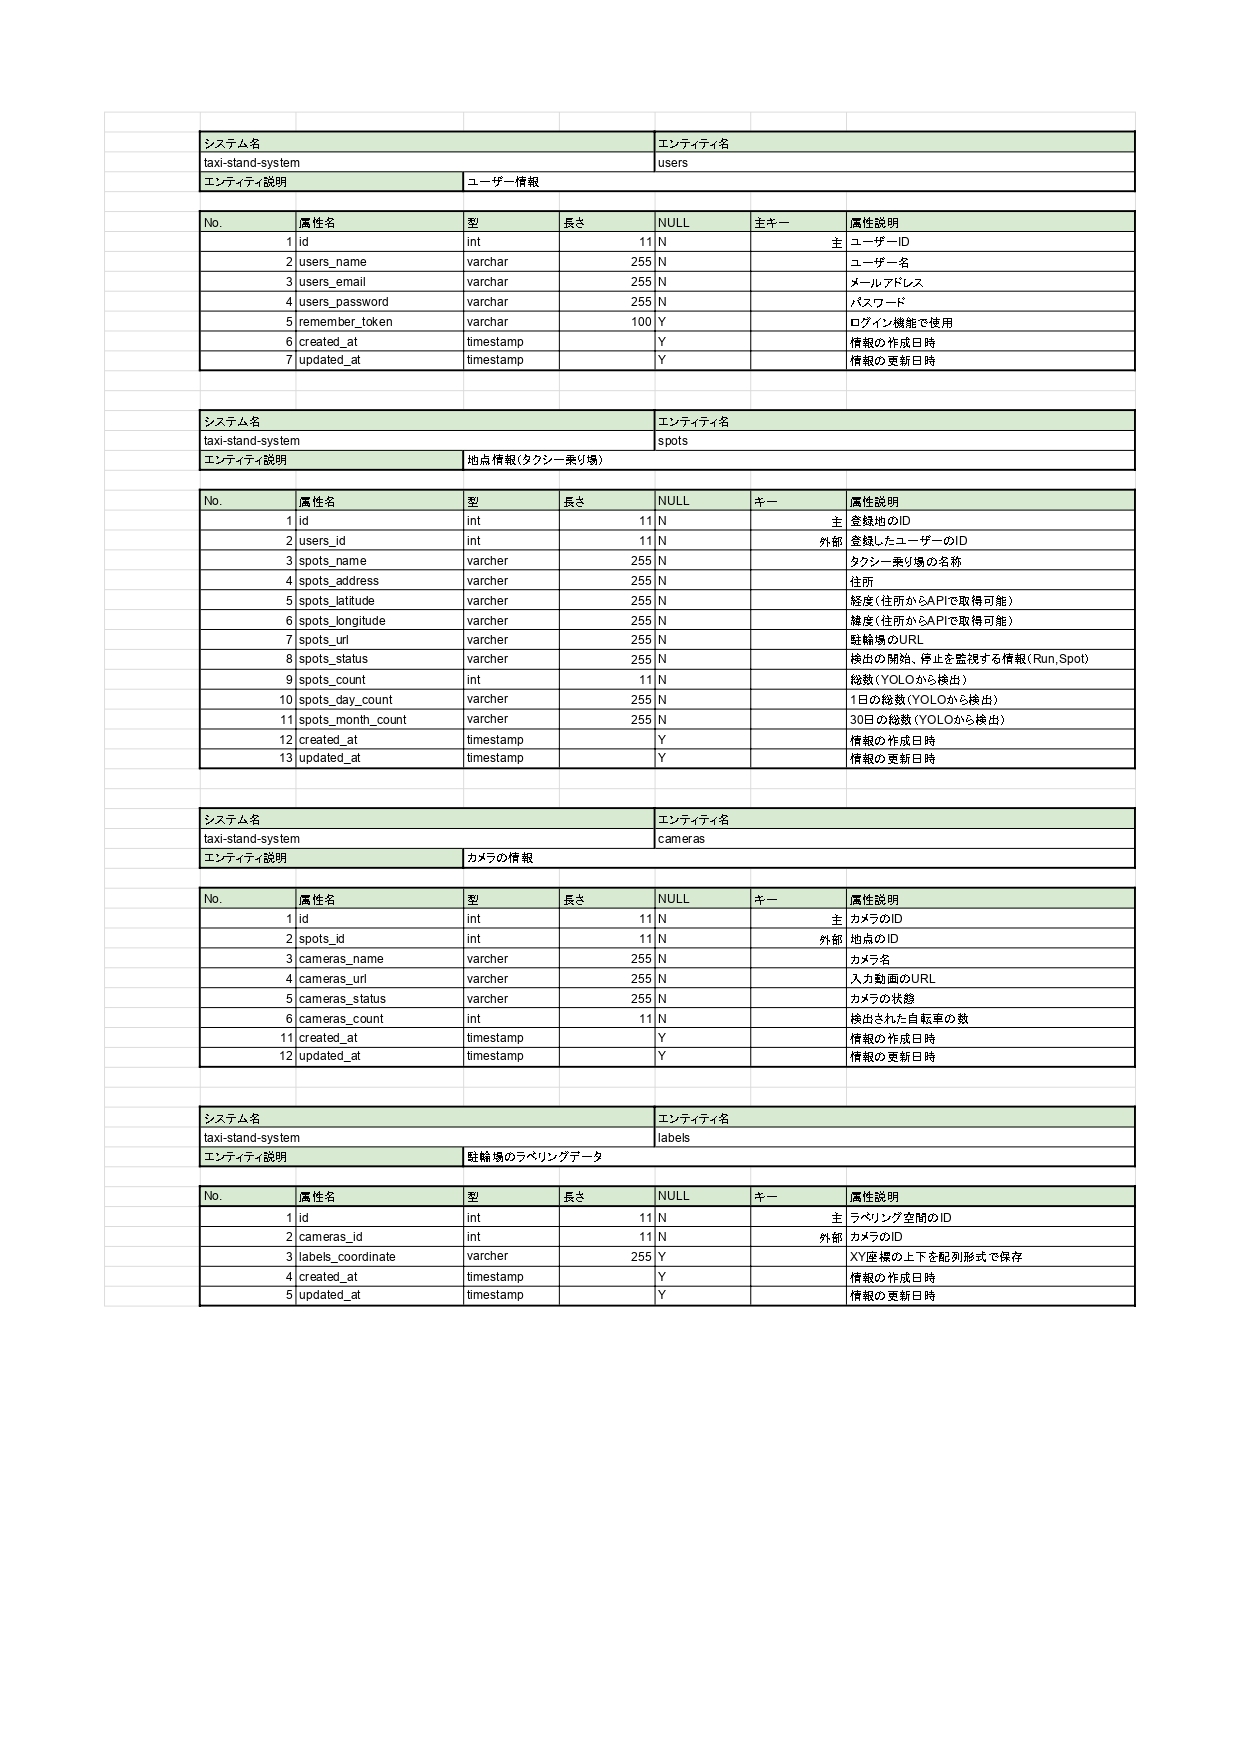 システム名 エンティティ名
taxi-stand-system users
エンティティ説明 ユーザー情報
No. 属性名 型 長さ NULL 主キー 属性説明
1 id int 11 N 主 ユーザーID
2 users_name varchar 255 N ユーザー名
3 users_email varchar 255 N メールアドレス
4 users_password varchar 255 N パスワード
5 remember_token varchar 100 Y ログイン機能で使用
6 created_at timestamp Y 情報の作成日時
7 updated_at timestamp Y 情報の更新日時
システム名 エンティティ名
taxi-stand-system spots
エンティティ説明 地点情報(タクシー乗り場)
No. 属性名 型 長さ NULL キー 属性説明
1 id int 11 N 主 登録地のID
2 users_id int 11 N 外部 登録したユーザーのID
3 spots_name varcher 255 N タクシー乗り場の名称
4 spots_address varcher 255 N 住所
5 spots_latitude varcher 255 N 経度(住所からAPIで取得可能)
6 spots_longitude varcher 255 N 緯度(住所からAPIで取得可能)
7 spots_url varcher 255 N 駐輪場のURL
8 spots_status varcher 255 N 検出の開始、停止を監視する情報(Run,Spot)
9 spots_count int 11 N 総数(YOLOから検出)
10 spots_day_count varcher 255 N 1日の総数(YOLOから検出)
11 spots_month_count varcher 255 N 30日の総数(YOLOから検出)
12 created_at timestamp Y 情報の作成日時
13 updated_at timestamp Y 情報の更新日時
システム名 エンティティ名
taxi-stand-system cameras
エンティティ説明 カメラの情報
No. 属性名 型 長さ NULL キー 属性説明
1 id int 11 N 主 カメラのID
2 spots_id int 11 N 外部 地点のID
3 cameras_name varcher 255 N カメラ名
4 cameras_url varcher 255 N 入力動画のURL
5 cameras_status varcher 255 N カメラの状態
6 cameras_count int 11 N 検出された自転車の数
11 created_at timestamp Y 情報の作成日時
12 updated_at timestamp Y 情報の更新日時
システム名 エンティティ名
taxi-stand-system labels
エンティティ説明 駐輪場のラベリングデータ
No. 属性名 型 長さ NULL キー 属性説明
1 id int 11 N 主 ラベリング空間のID
2 cameras_id int 11 N 外部 カメラのID
3 labels_coordinate varcher 255 Y XY座標の上下を配列形式で保存
4 created_at timestamp Y 情報の作成日時
5 updated_at timestamp Y 情報の更新日時